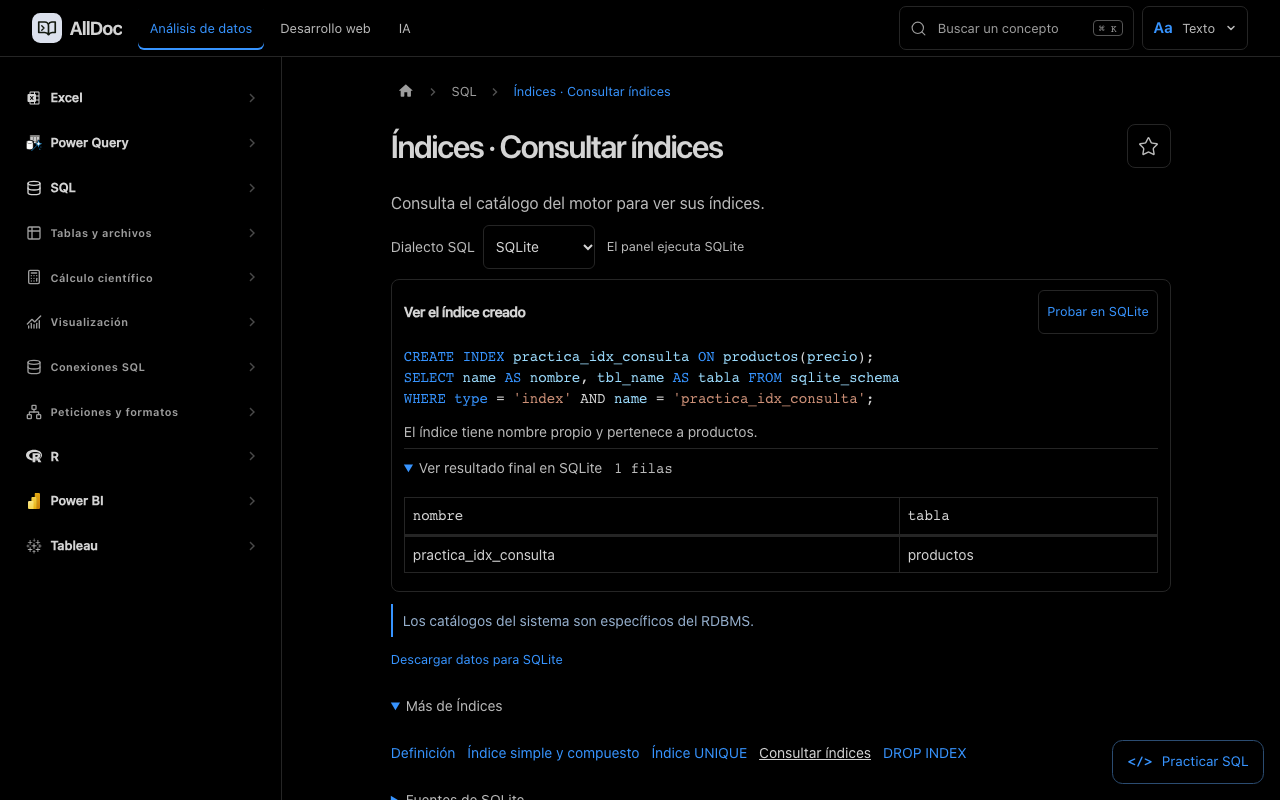 AllDoc
Análisis de datos
Desarrollo web
IA
Buscar un concepto
⌘ K
Aa Texto
Excel
Power Query
SQL
Tablas y archivos
Cálculo científico
Visualización
Conexiones SQL
Peticiones y formatos
R
Power BI
Tableau
SQL
Índices · Consultar índices
Índices · Consultar índices
Consulta el catálogo del motor para ver sus índices.
Dialecto SQL SQLite El panel ejecuta SQLite
Ver el índice creado
Probar en SQLite
CREATE INDEX practica_idx_consulta ON productos(precio);
SELECT name AS nombre, tbl_name AS tabla FROM sqlite_schema
WHERE type = 'index' AND name = 'practica_idx_consulta';
El índice tiene nombre propio y pertenece a productos.
Ver resultado final en SQLite 1 filas
nombre tabla
practica_idx_consulta productos
Los catálogos del sistema son específicos del RDBMS.
Descargar datos para SQLite
Más de Índices
Definición Índice simple y compuesto Índice UNIQUE Consultar índices DROP INDEX
</> Practicar SQL
Fuentes de SQLite